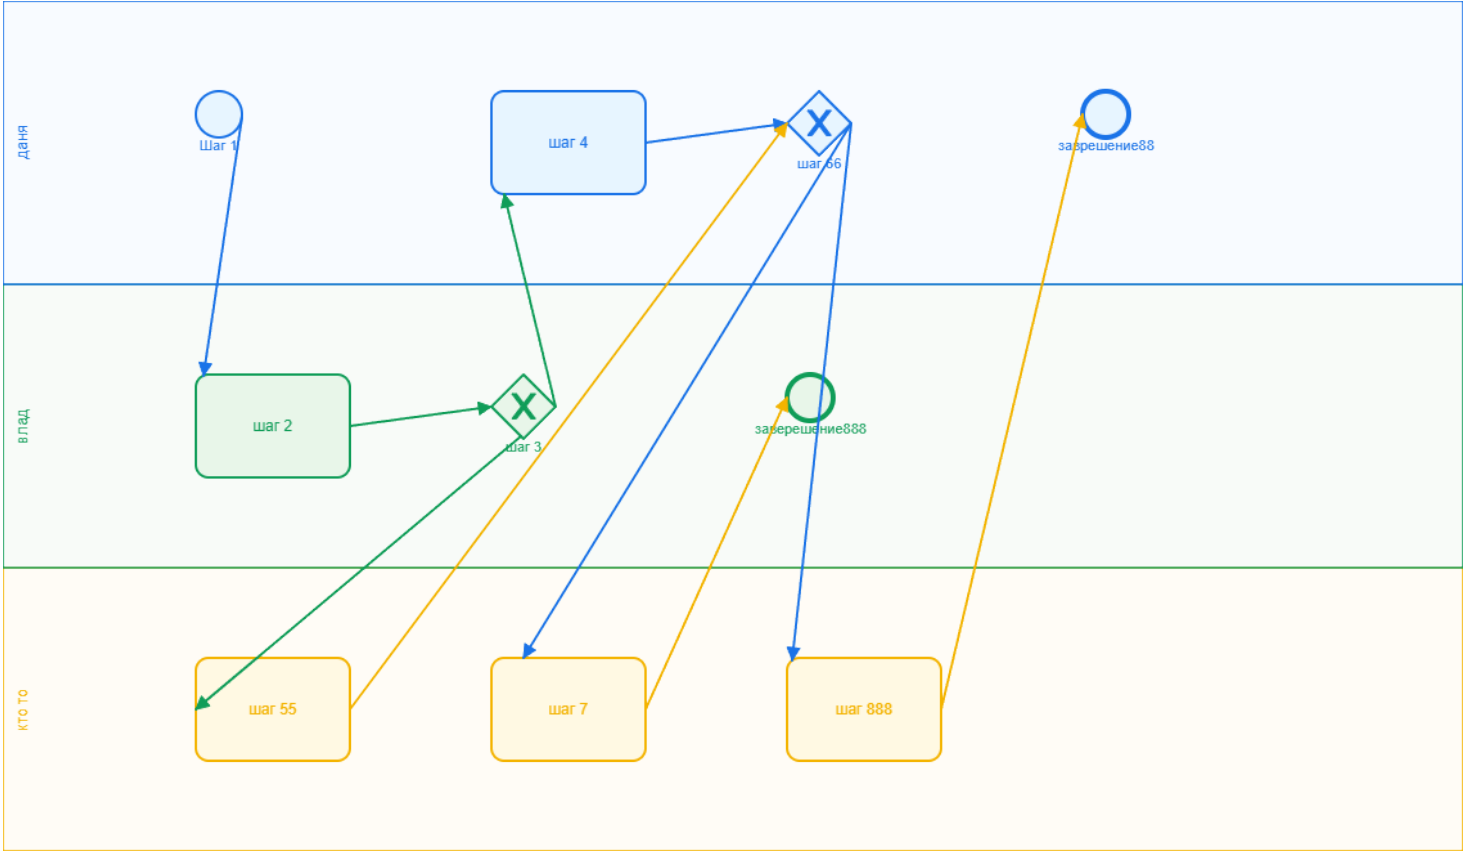 даня
Шаг 1
шаг 4
X
шаг 66
заврешение88
влад
шаг 2
X
шаг 3
заверешение888
кто то
шаг 55
шаг 7
шаг 888